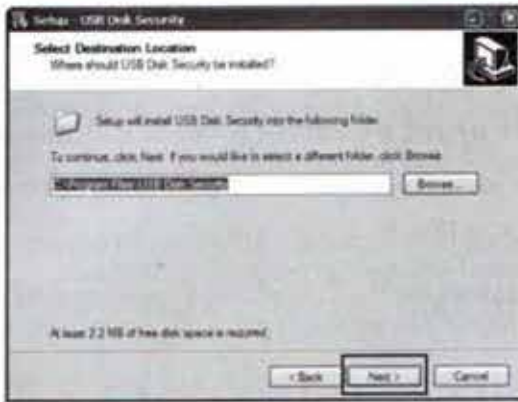 Setup - USB Disk Security
Select Destination Location
Where should USB Disk Security be installed?
Setup will install USB Disk Security into the following folder.
To continue, click Next. If you would like to select a different folder, click Browse.
C:\Program Files\USB Disk Security
Browse...
At least 2.2 MB of free disk space is required.
< Back
Next >
Cancel